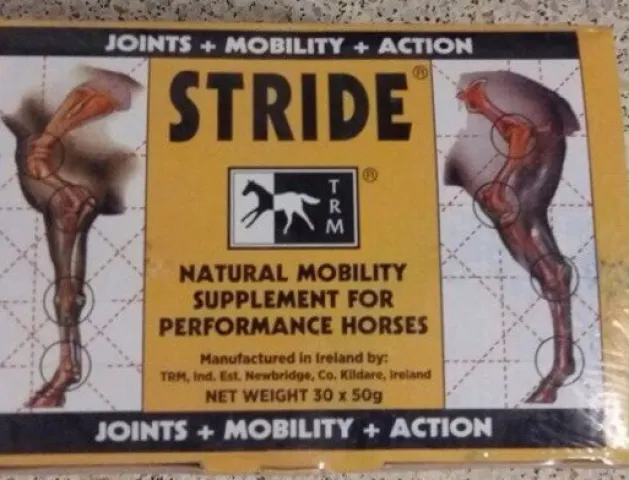 JOINTS + MOBILITY + ACTION
STRIDE®
TRM®
NATURAL MOBILITY
SUPPLEMENT FOR
PERFORMANCE HORSES
Manufactured in Ireland by:
TRM, Ind. Est. Newbridge, Co. Kildare, Ireland
NET WEIGHT 30 x 50g
JOINTS + MOBILITY + ACTION